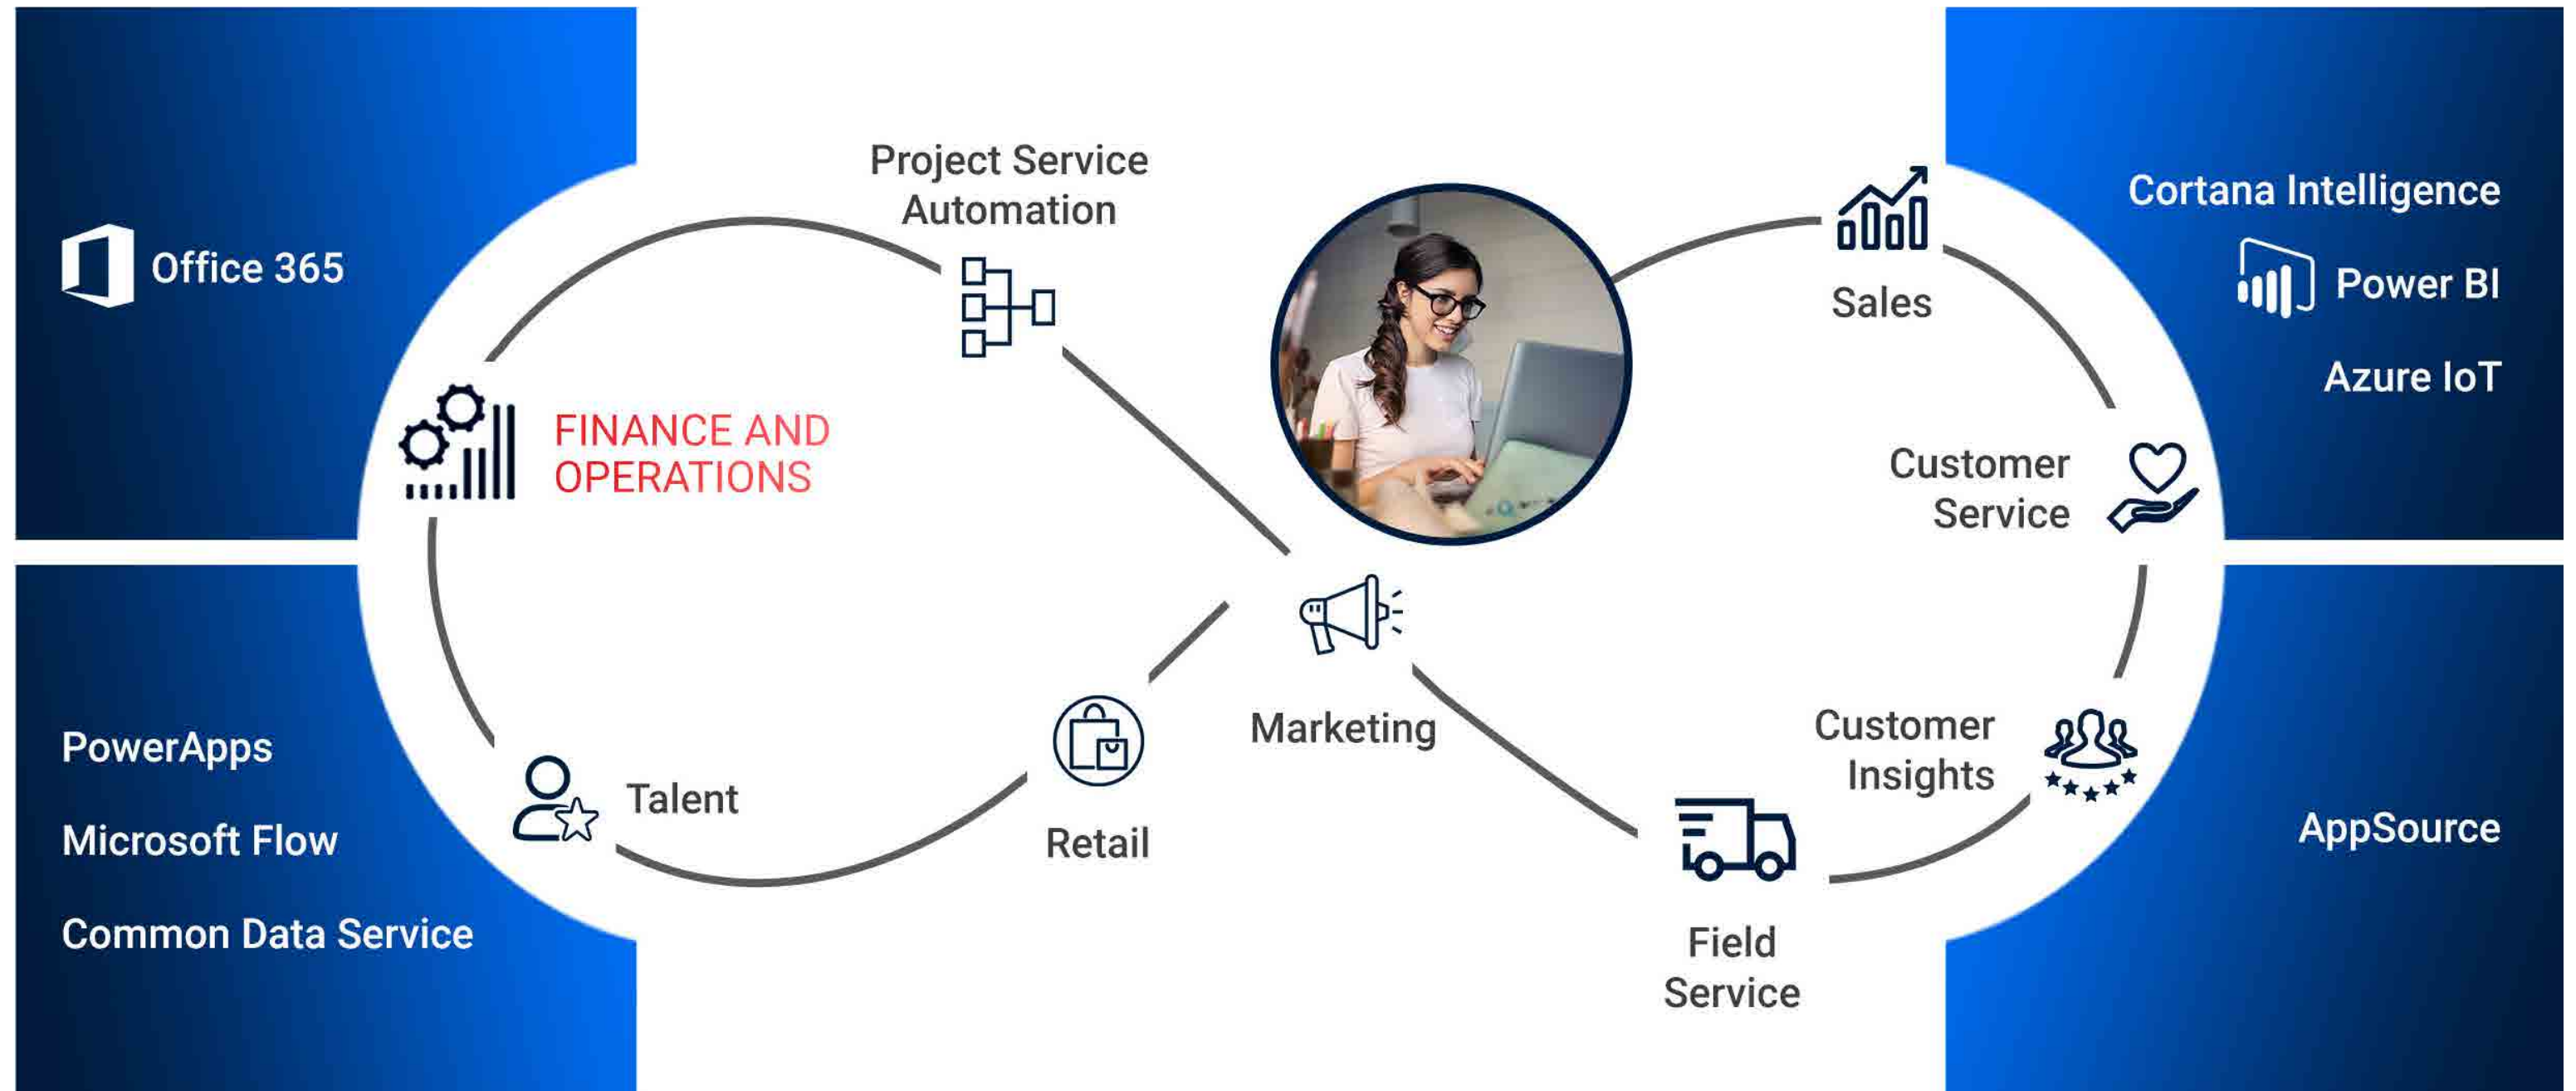 Office 365
PowerApps
Microsoft Flow
Common Data Service
Project Service
Automation
FINANCE AND
OPERATIONS
Talent
Retail
Marketing
Sales
Customer
Service
Customer
Insights
Field
Service
Cortana Intelligence
Power BI
Azure IoT
AppSource